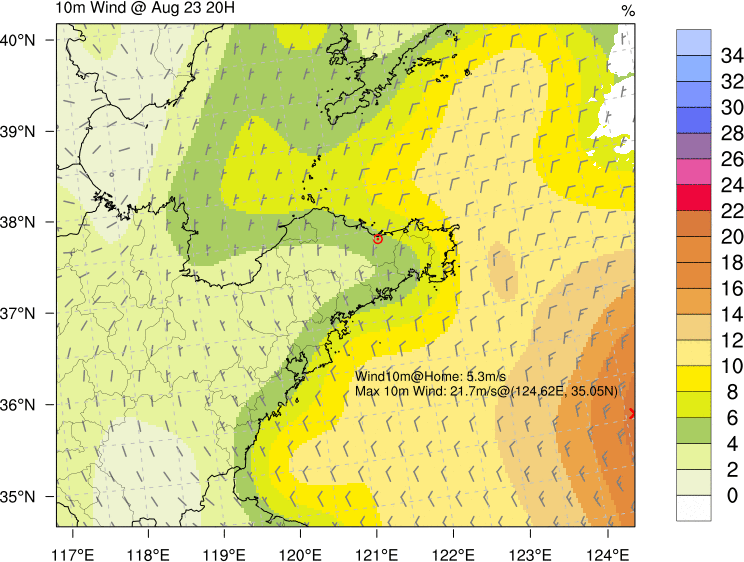 10m Wind @ Aug 23 20H
%
40°N
39°N
38°N
37°N
36°N
35°N
Wind10m@Home: 5.3m/s
Max 10m Wind: 21.7m/s@(124.62E, 35.05N)
117°E 118°E 119°E 120°E 121°E 122°E 123°E 124°E
34
32
30
28
26
24
22
20
18
16
14
12
10
8
6
4
2
0